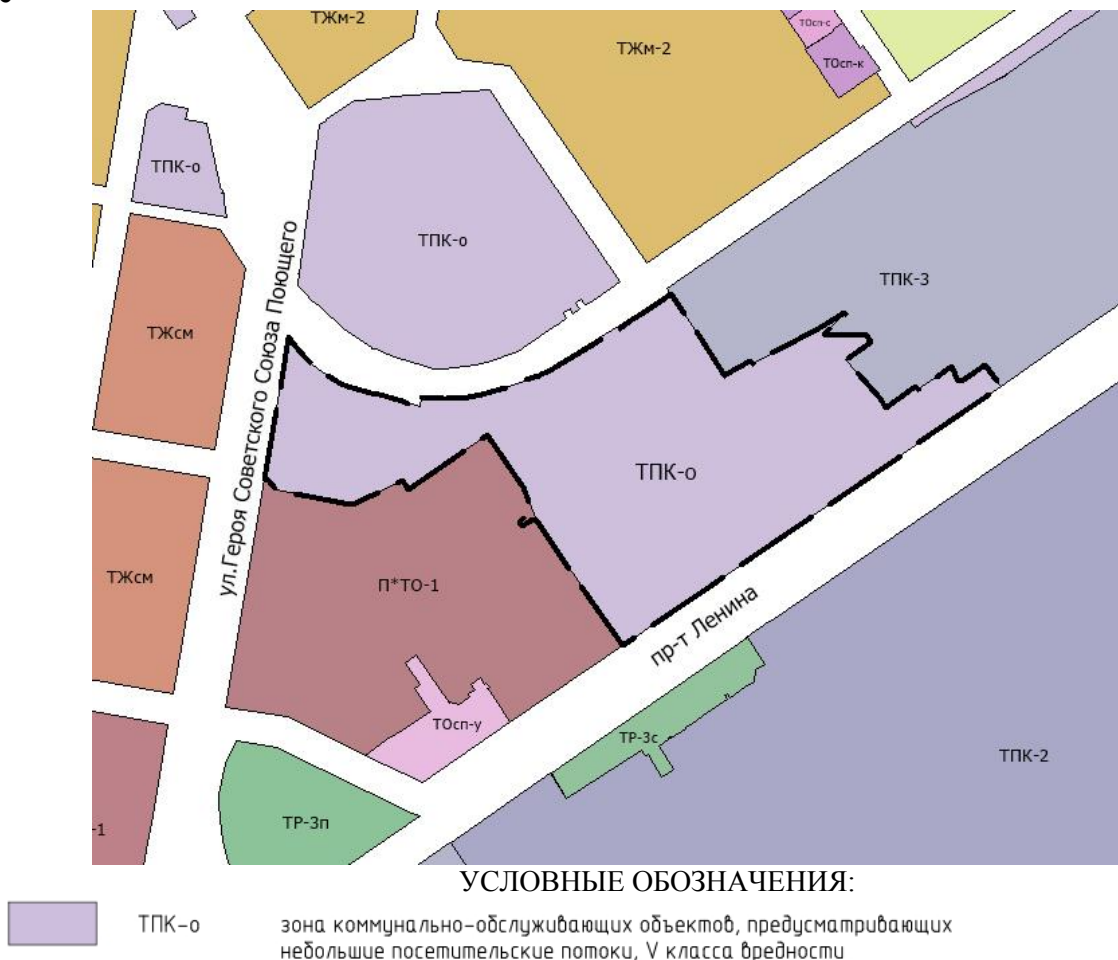 ТЖм-2
ТОсп-с
ТЖм-2
ТОсп-к
ТПК-о
ТПК-о
ТПК-3
ТЖсм
ул.Героя Советского Союза Поющего
ТПК-о
ТЖсм
П*ТО-1
пр-т Ленина
ТОсп-у
ТР-3с
ТПК-2
ТР-3п
-1
УСЛОВНЫЕ ОБОЗНАЧЕНИЯ:
ТПК-о
зона коммунально-обслуживающих объектов, предусматривающих
небольшие посетительские потоки, V класса вредности